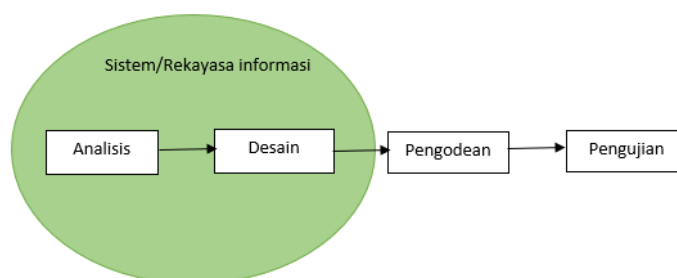 Sistem/Rekayasa informasi
Analisis
Desain
Pengodean
Pengujian